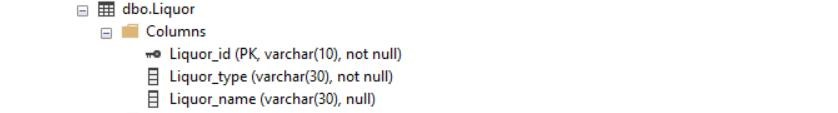 dbo.Liquor
Columns
Liquor_id (PK, varchar(10), not null)
Liquor_type (varchar(30), not null)
Liquor_name (varchar(30), null)